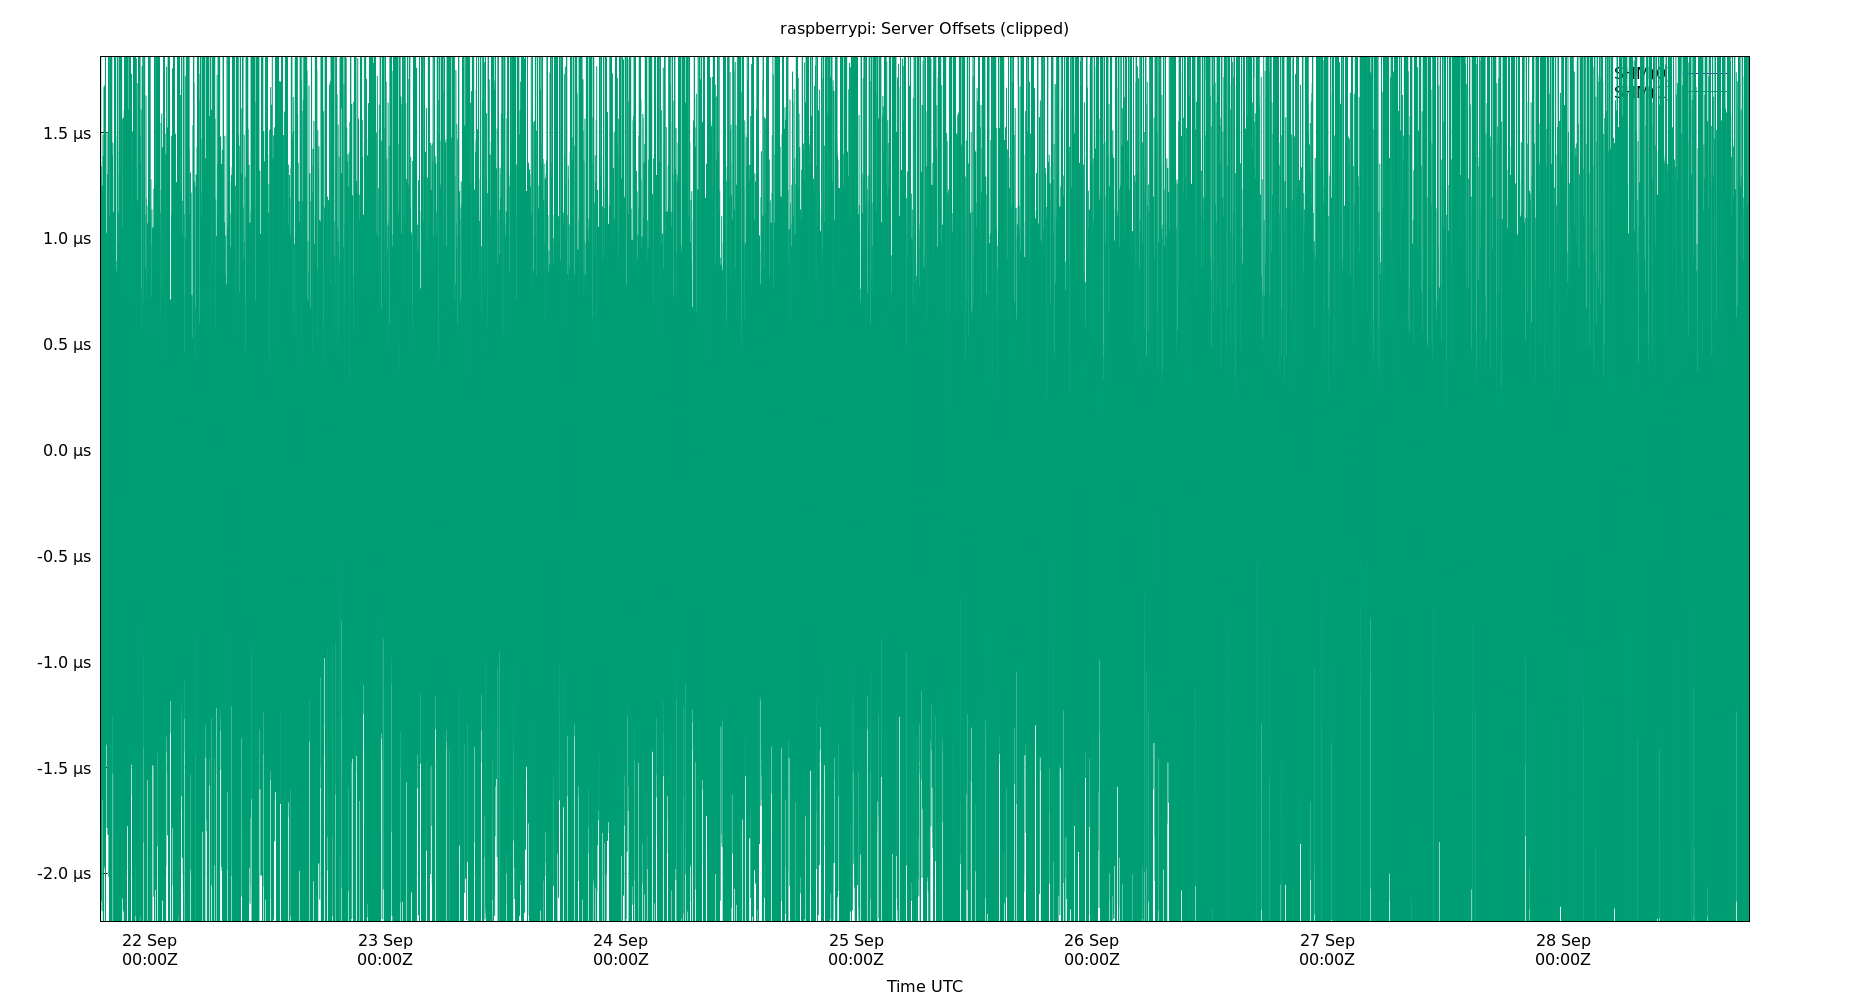 raspberrypi: Server Offsets (clipped)
1.5 µs
1.0 µs
0.5 µs
0.0 µs
-0.5 µs
-1.0 µs
-1.5 µs
-2.0 µs
22 Sep
00:00Z
23 Sep
00:00Z
24 Sep
00:00Z
25 Sep
00:00Z
26 Sep
00:00Z
27 Sep
00:00Z
28 Sep
00:00Z
Time UTC